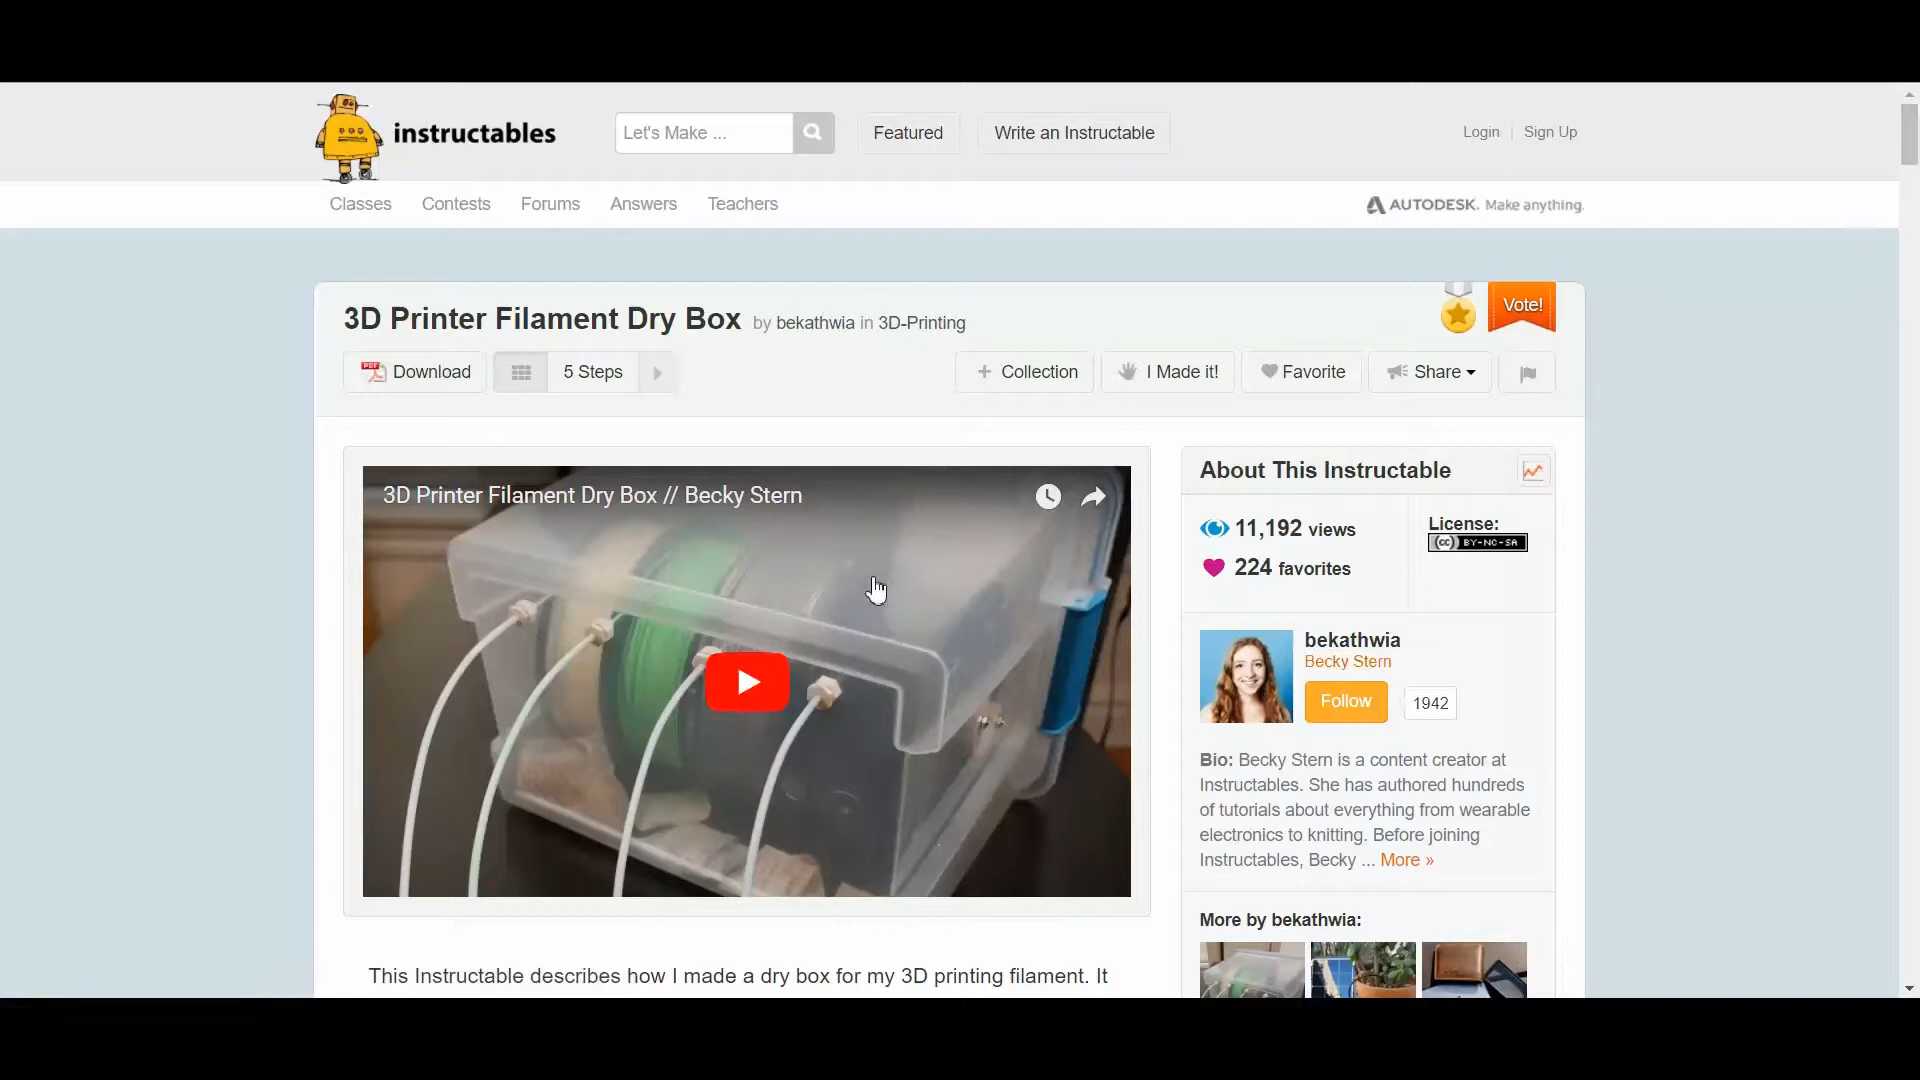 instructables
Let's Make ...
Featured
Write an Instructable
Login | Sign Up
Classes
Contests
Forums
Answers
Teachers
AUTODESK. Make anything.
3D Printer Filament Dry Box by bekathwia in 3D-Printing
Vote!
PDF Download
5 Steps
+ Collection
I Made it!
Favorite
Share
3D Printer Filament Dry Box // Becky Stern
About This Instructable
11,192 views
224 favorites
License:
(cc) BY-NC-SA
bekathwia
Becky Stern
Follow
1942
Bio: Becky Stern is a content creator at
Instructables. She has authored hundreds
of tutorials about everything from wearable
electronics to knitting. Before joining
Instructables, Becky ... More »
More by bekathwia:
This Instructable describes how I made a dry box for my 3D printing filament. It